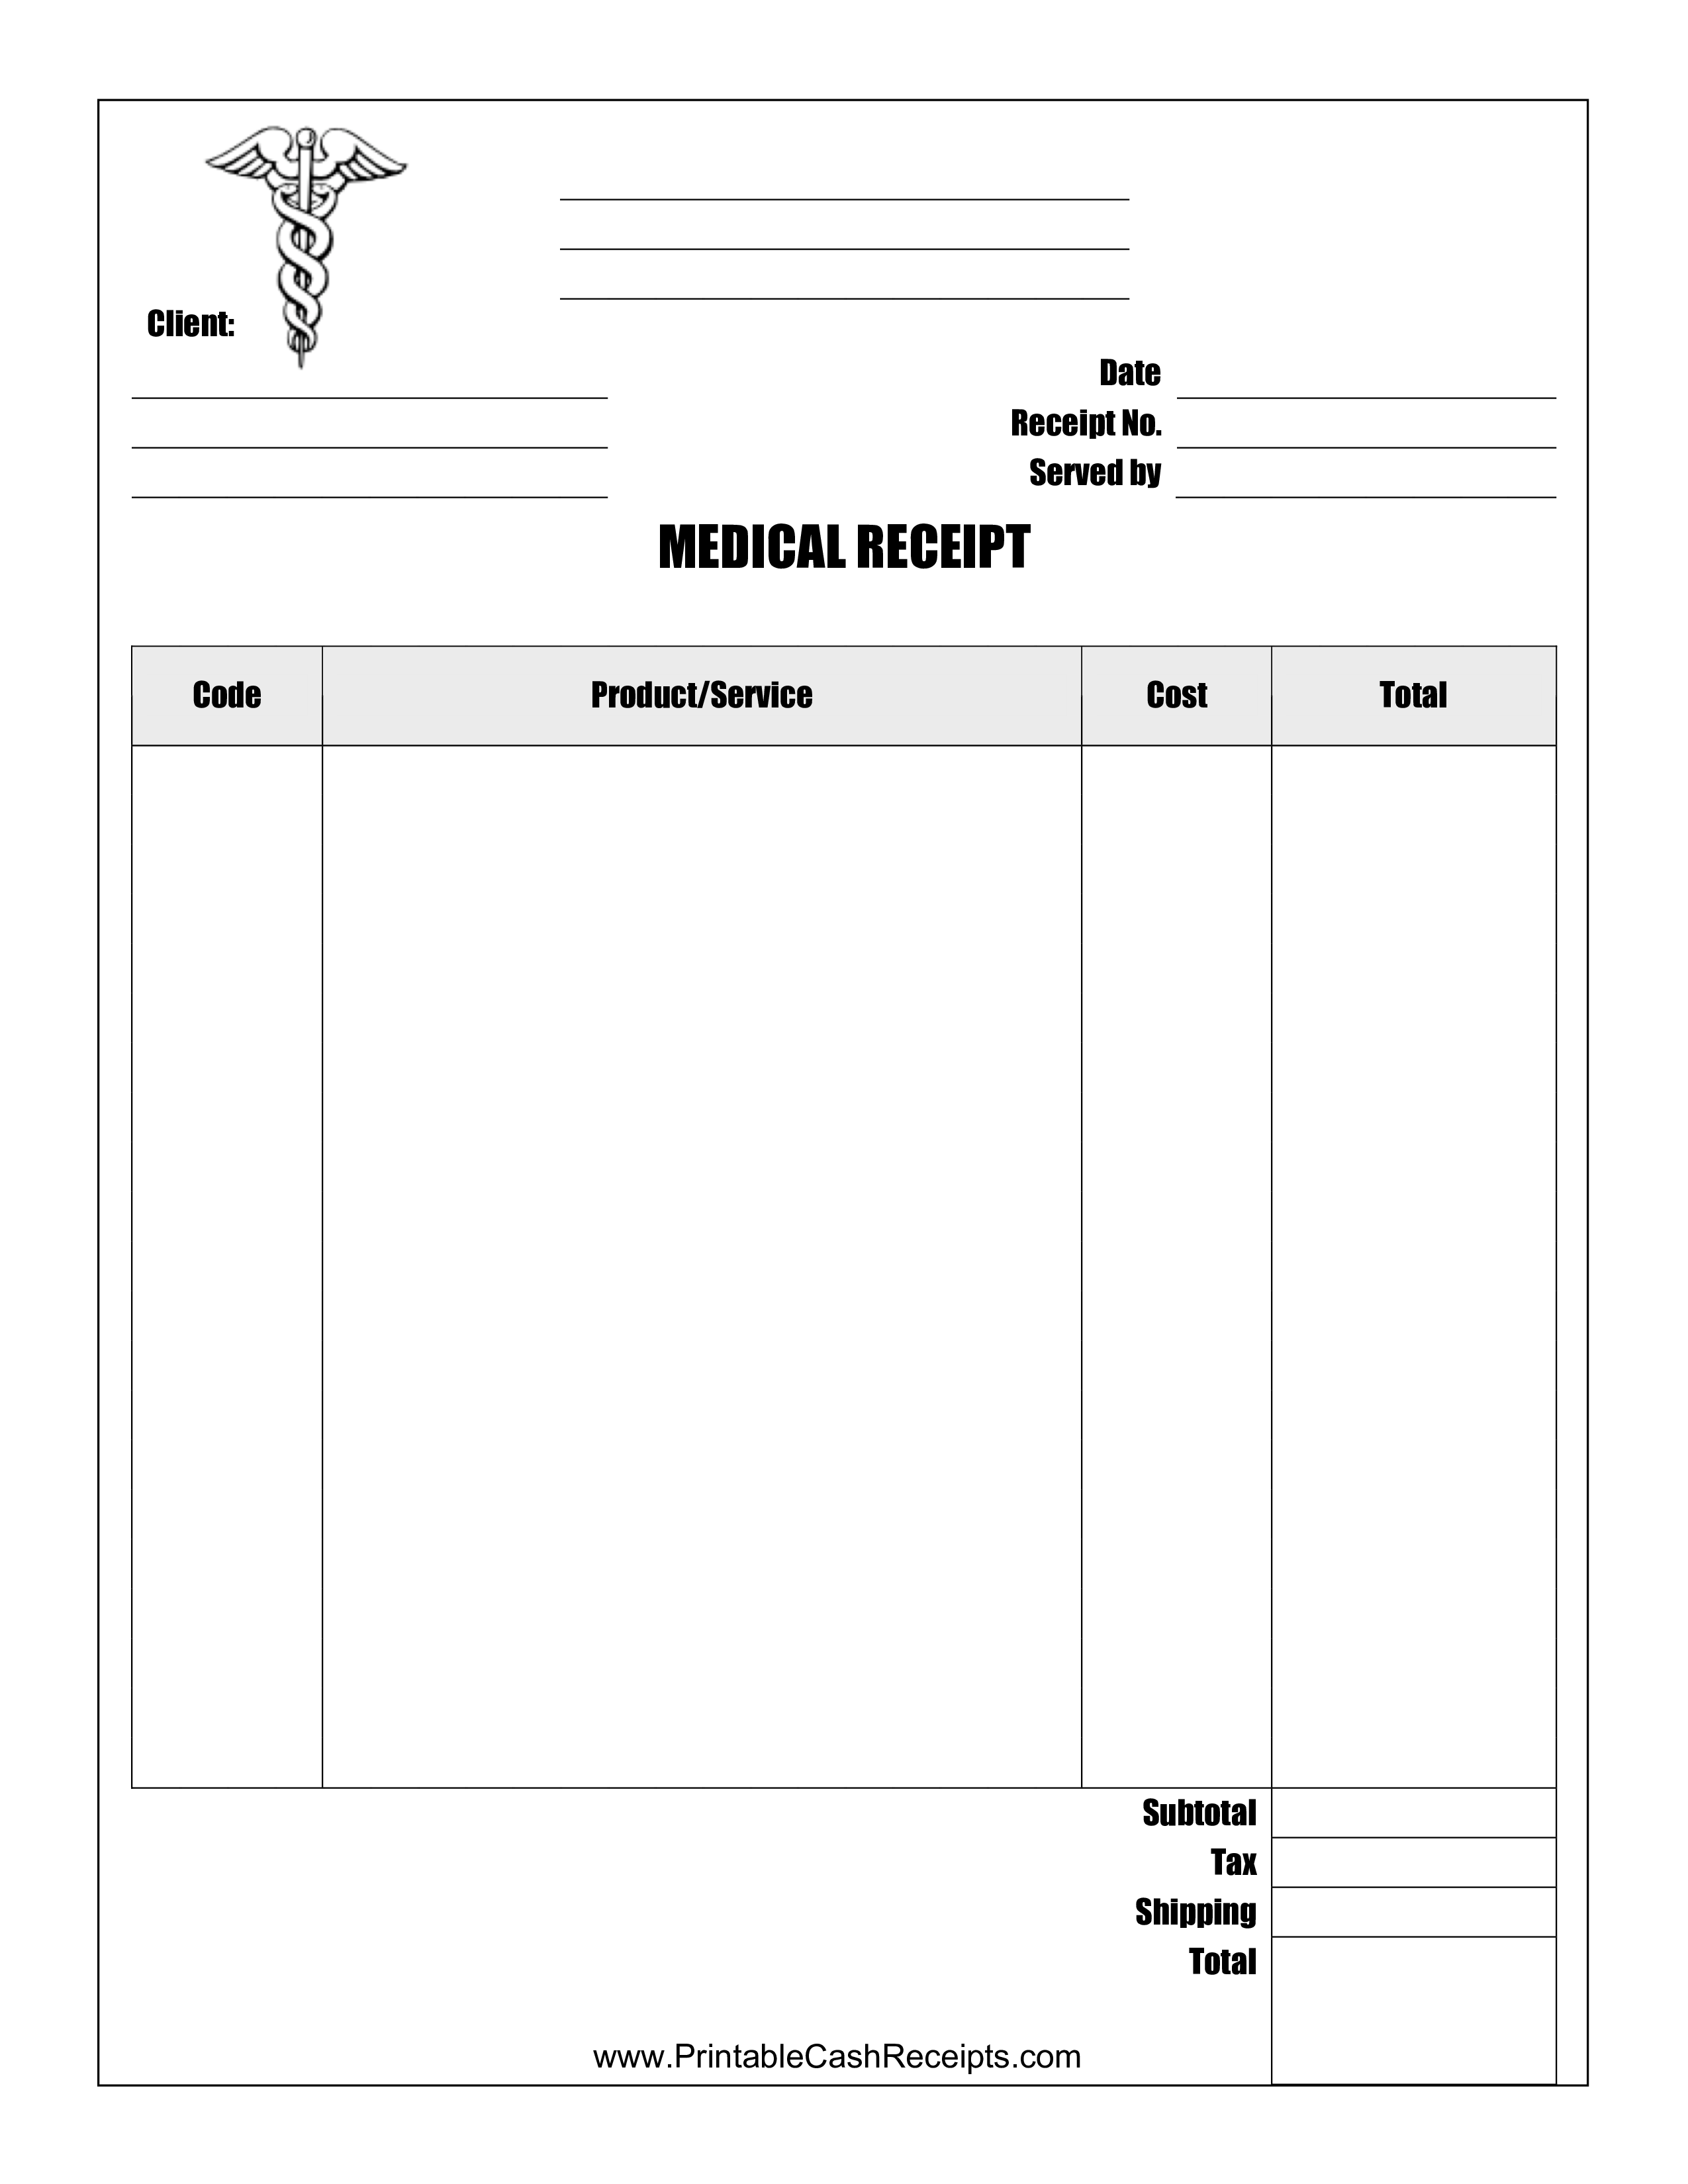 Client:
Date
Receipt No.
Served by
MEDICAL RECEIPT
Code Product/Service Cost Total
Subtotal
Tax
Shipping
Total
www.PrintableCashReceipts.com